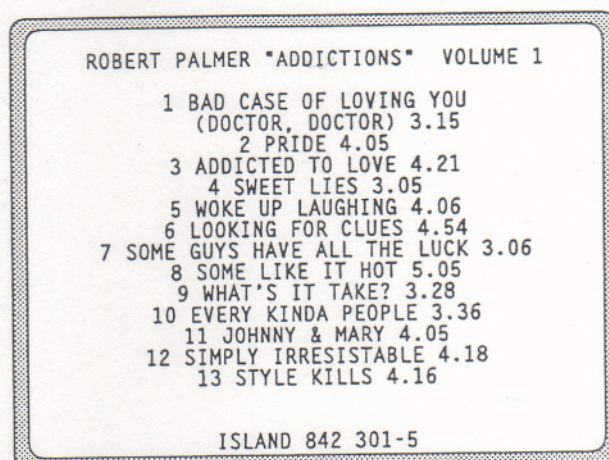 ROBERT PALMER "ADDICTIONS" VOLUME 1
1 BAD CASE OF LOVING YOU
(DOCTOR, DOCTOR) 3.15
2 PRIDE 4.05
3 ADDICTED TO LOVE 4.21
4 SWEET LIES 3.05
5 WOKE UP LAUGHING 4.06
6 LOOKING FOR CLUES 4.54
7 SOME GUYS HAVE ALL THE LUCK 3.06
8 SOME LIKE IT HOT 5.05
9 WHAT'S IT TAKE? 3.28
10 EVERY KINDA PEOPLE 3.36
11 JOHNNY & MARY 4.05
12 SIMPLY IRRESISTABLE 4.18
13 STYLE KILLS 4.16
ISLAND 842 301-5